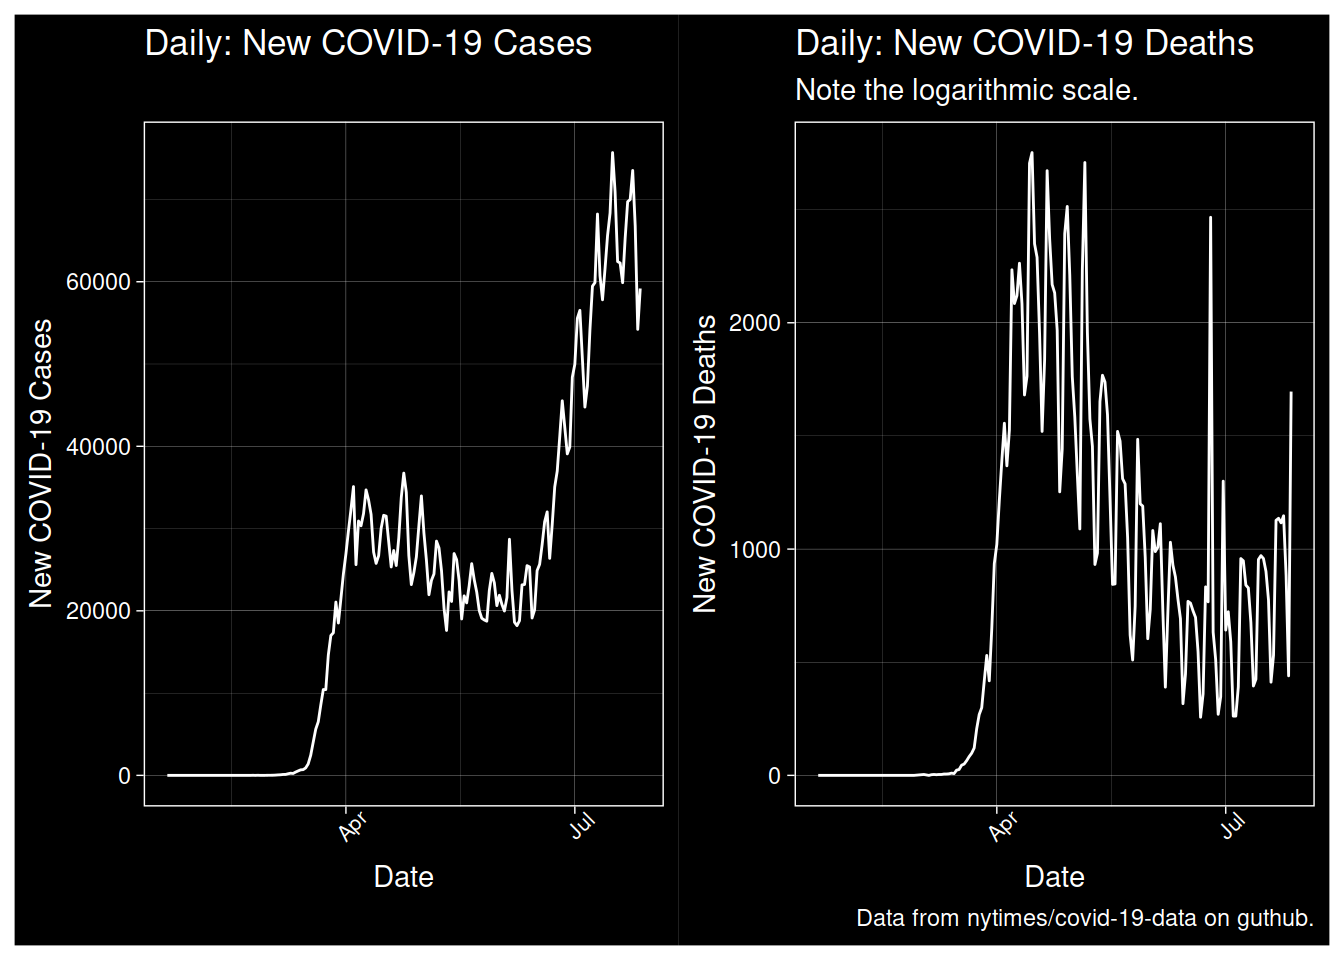 Daily: New COVID-19 Cases
New COVID-19 Cases
60000
40000
20000
0
Apr
Jul
Date
Daily: New COVID-19 Deaths
Note the logarithmic scale.
New COVID-19 Deaths
2000
1000
0
Apr
Jul
Date
Data from nytimes/covid-19-data on guthub.